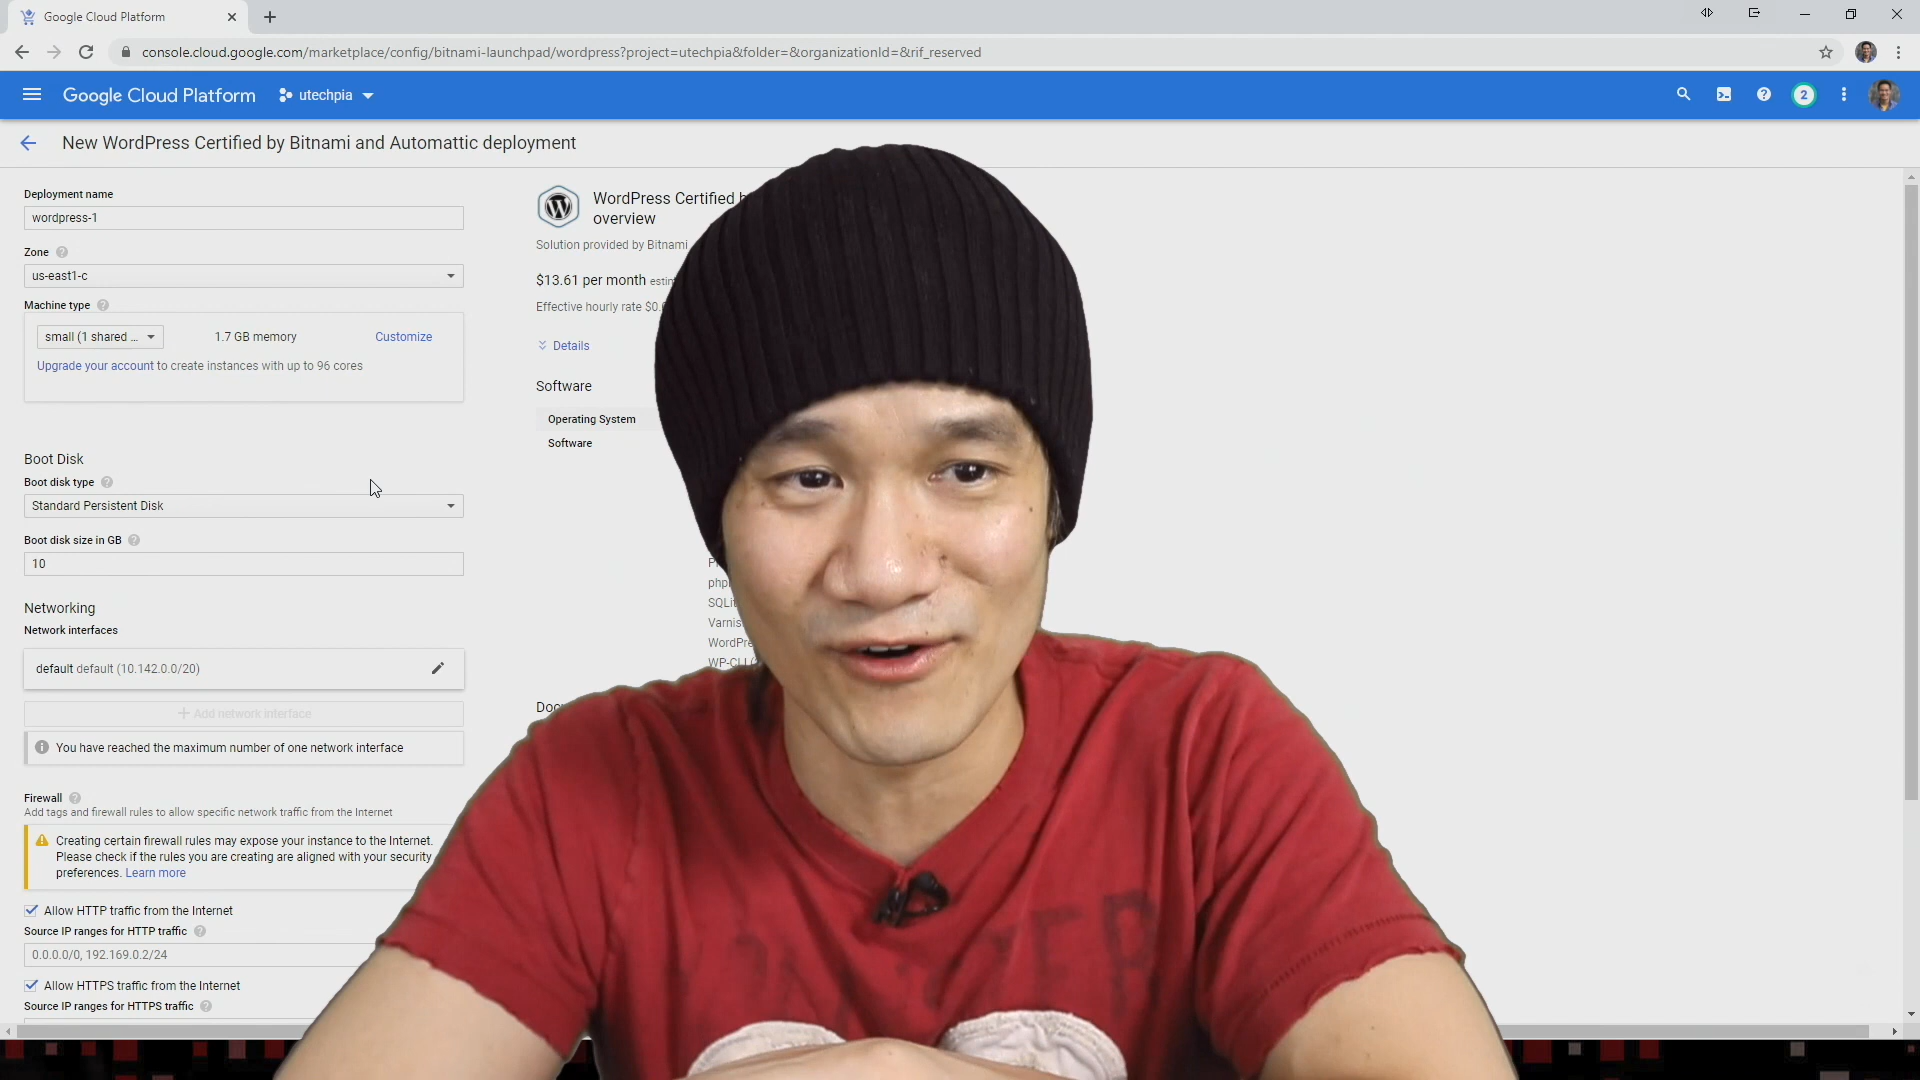 Google Cloud Platform
console.cloud.google.com/marketplace/config/bitnami-launchpad/wordpress?project=utechpia&folder=&organizationId=&rif_reserved
Google Cloud Platform
utechpia
2
New WordPress Certified by Bitnami and Automattic deployment
Deployment name
wordpress-1
Zone
us-east1-c
Machine type
small (1 shared ...
1.7 GB memory
Customize
Upgrade your account to create instances with up to 96 cores
Boot Disk
Boot disk type
Standard Persistent Disk
Boot disk size in GB
10
Networking
Network interfaces
default default (10.142.0.0/20)
+ Add network interface
You have reached the maximum number of one network interface
Firewall
Add tags and firewall rules to allow specific network traffic from the Internet
Creating certain firewall rules may expose your instance to the Internet.
Please check if the rules you are creating are aligned with your security
preferences. Learn more
Allow HTTP traffic from the Internet
Source IP ranges for HTTP traffic
0.0.0.0/0, 192.169.0.2/24
Allow HTTPS traffic from the Internet
Source IP ranges for HTTPS traffic
WordPress Certified
overview
Solution provided by Bitnami
$13.61 per month
Effective hourly rate
Details
Software
Operating System
Software